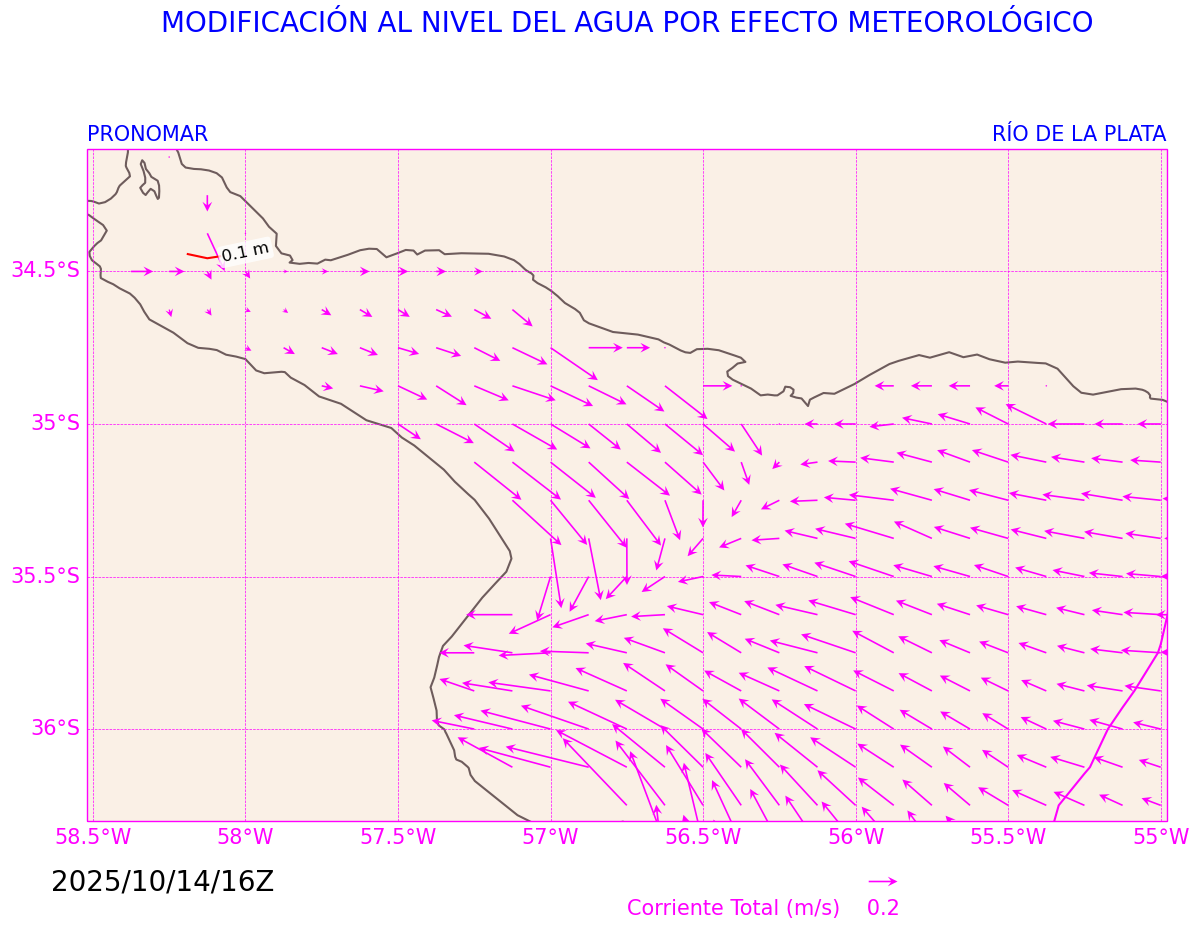 MODIFICACIÓN AL NIVEL DEL AGUA POR EFECTO METEOROLÓGICO
PRONOMAR RÍO DE LA PLATA
0.1 m
34.5°S
35°S
35.5°S
36°S
58.5°W 58°W 57.5°W 57°W 56.5°W 56°W 55.5°W 55°W
2025/10/14/16Z
Corriente Total (m/s) 0.2